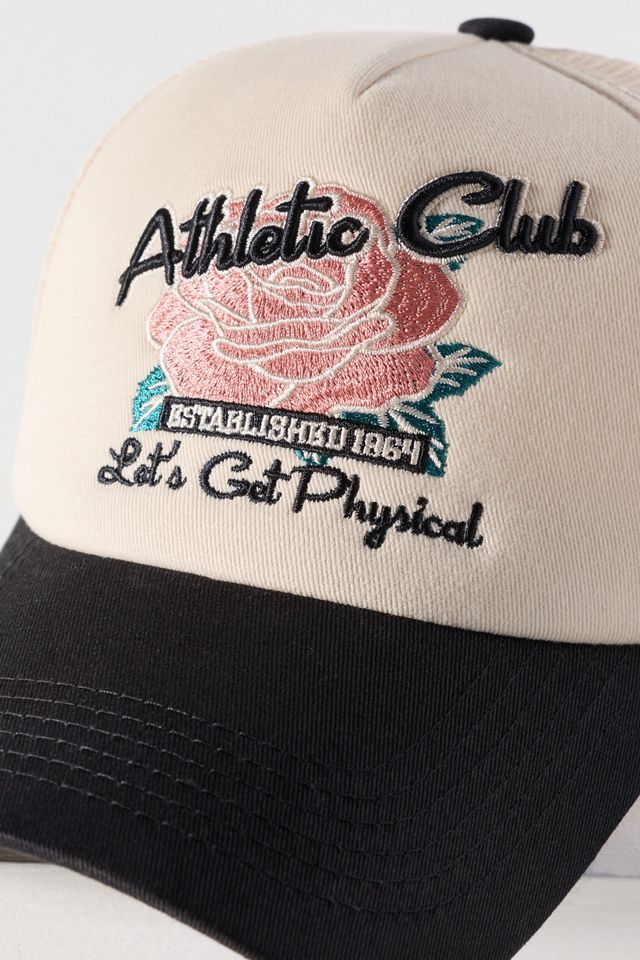 Athletic Club
ESTABLISHED 1964
Let's Get Physical